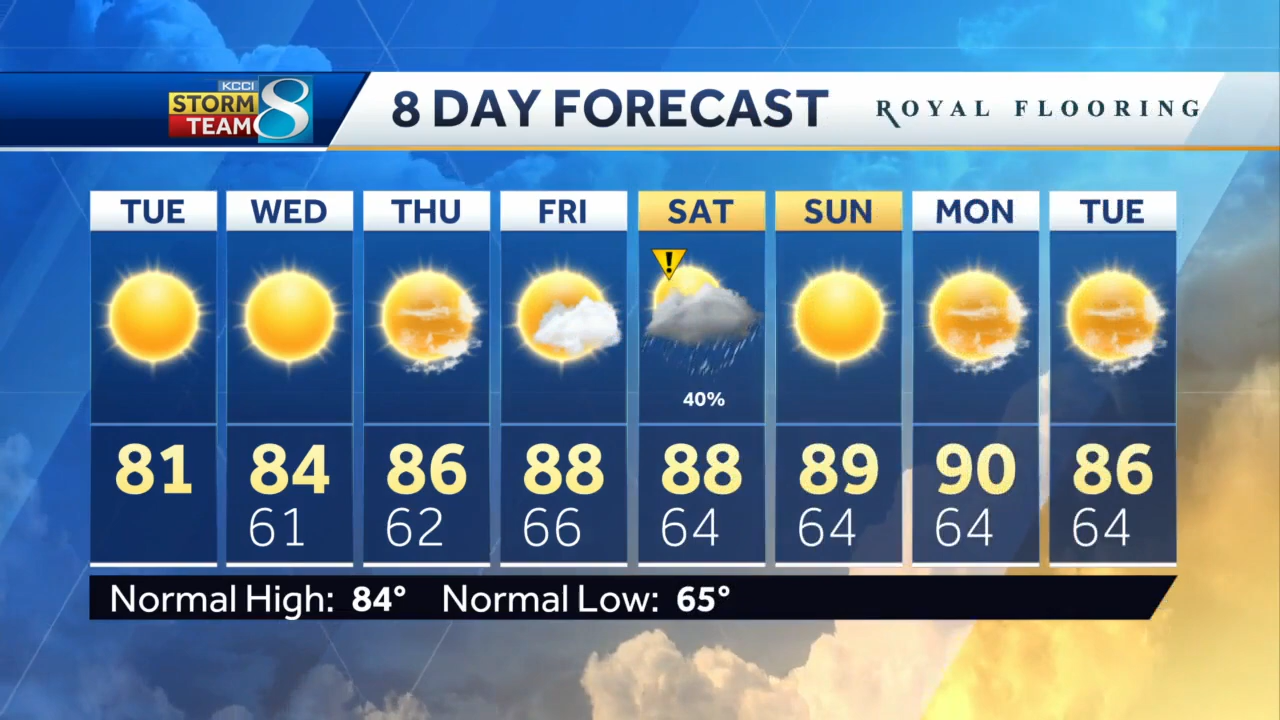 KCCI
STORM
TEAM 8
8 DAY FORECAST
ROYAL FLOORING
TUE WED THU FRI SAT SUN MON TUE
!
40%
81 84 86 88 88 89 90 86
61 62 66 64 64 64 64
Normal High: 84° Normal Low: 65°